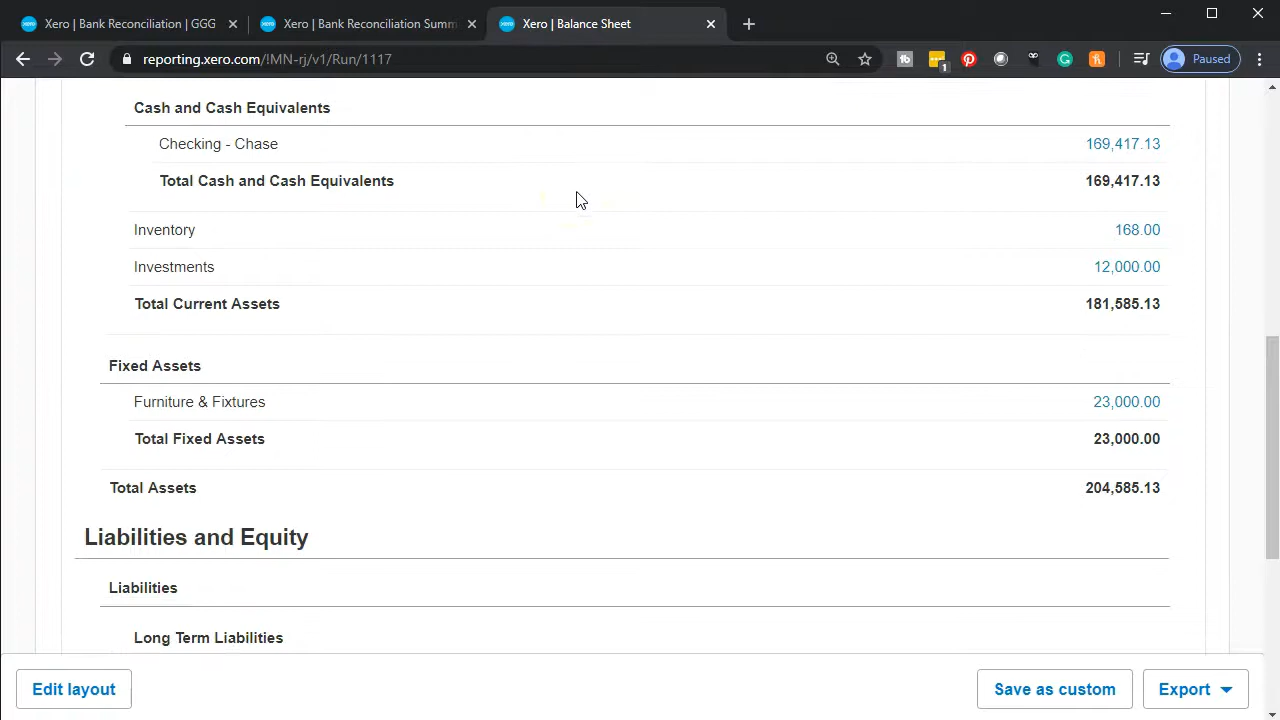 Xero | Bank Reconciliation | GGG
Xero | Bank Reconciliation Summ
Xero | Balance Sheet
reporting.xero.com/!MN-rj/v1/Run/1117
1
Paused
Cash and Cash Equivalents
Checking - Chase 169,417.13
Total Cash and Cash Equivalents 169,417.13
Inventory 168.00
Investments 12,000.00
Total Current Assets 181,585.13
Fixed Assets
Furniture & Fixtures 23,000.00
Total Fixed Assets 23,000.00
Total Assets 204,585.13
Liabilities and Equity
Liabilities
Long Term Liabilities
Edit layout
Save as custom
Export